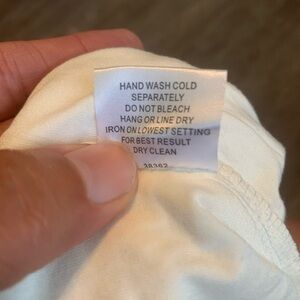 HAND WASH COLD
SEPARATELY
DO NOT BLEACH
HANG OR LINE DRY
IRON ON LOWEST SETTING
FOR BEST RESULT
DRY CLEAN